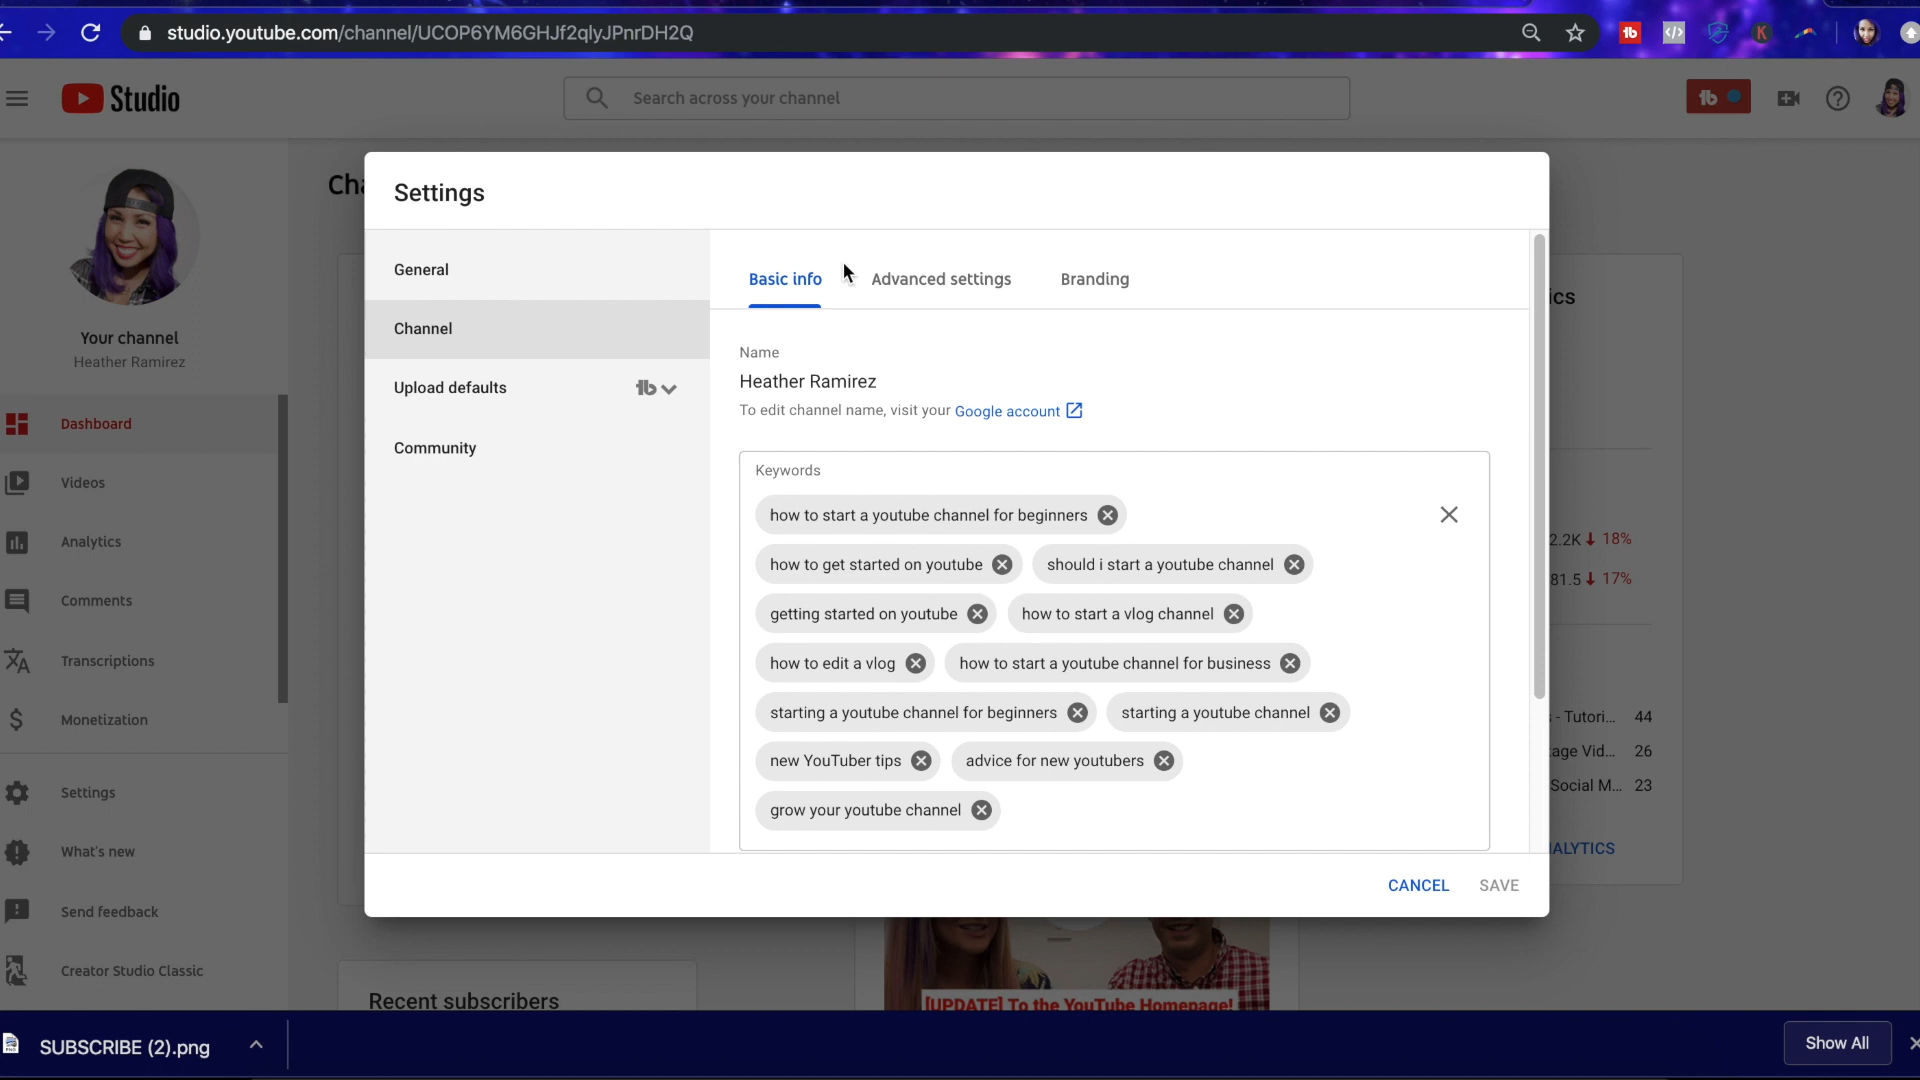 studio.youtube.com/channel/UCOP6YM6GHJf2qlyJPnrDH2Q
Studio
Search across your channel
Settings
General
Channel
Upload defaults
Community
Basic info
Advanced settings
Branding
Name
Heather Ramirez
To edit channel name, visit your Google account
Keywords
how to start a youtube channel for beginners
how to get started on youtube
should i start a youtube channel
getting started on youtube
how to start a vlog channel
how to edit a vlog
how to start a youtube channel for business
starting a youtube channel for beginners
starting a youtube channel
new YouTuber tips
advice for new youtubers
grow your youtube channel
CANCEL
SAVE
Your channel
Heather Ramirez
Dashboard
Videos
Analytics
Comments
Transcriptions
Monetization
Settings
What's new
Send feedback
Creator Studio Classic
Cha
ics
2.2K 18%
81.5 17%
- Tutori... 44
age Vid... 26
Social M... 23
ALYTICS
Recent subscribers
[UPDATE] To the YouTube Homepage!
SUBSCRIBE (2).png
Show All